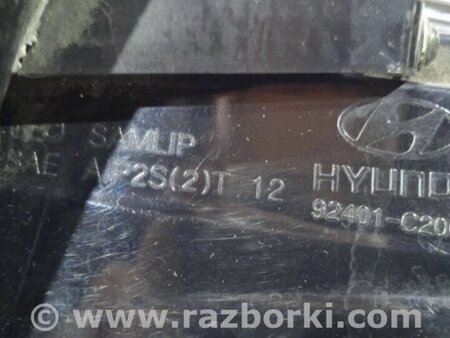 SAMLIP
SAE A P2S(2)T 12
HYUND
92401-C20
www.razborki.com